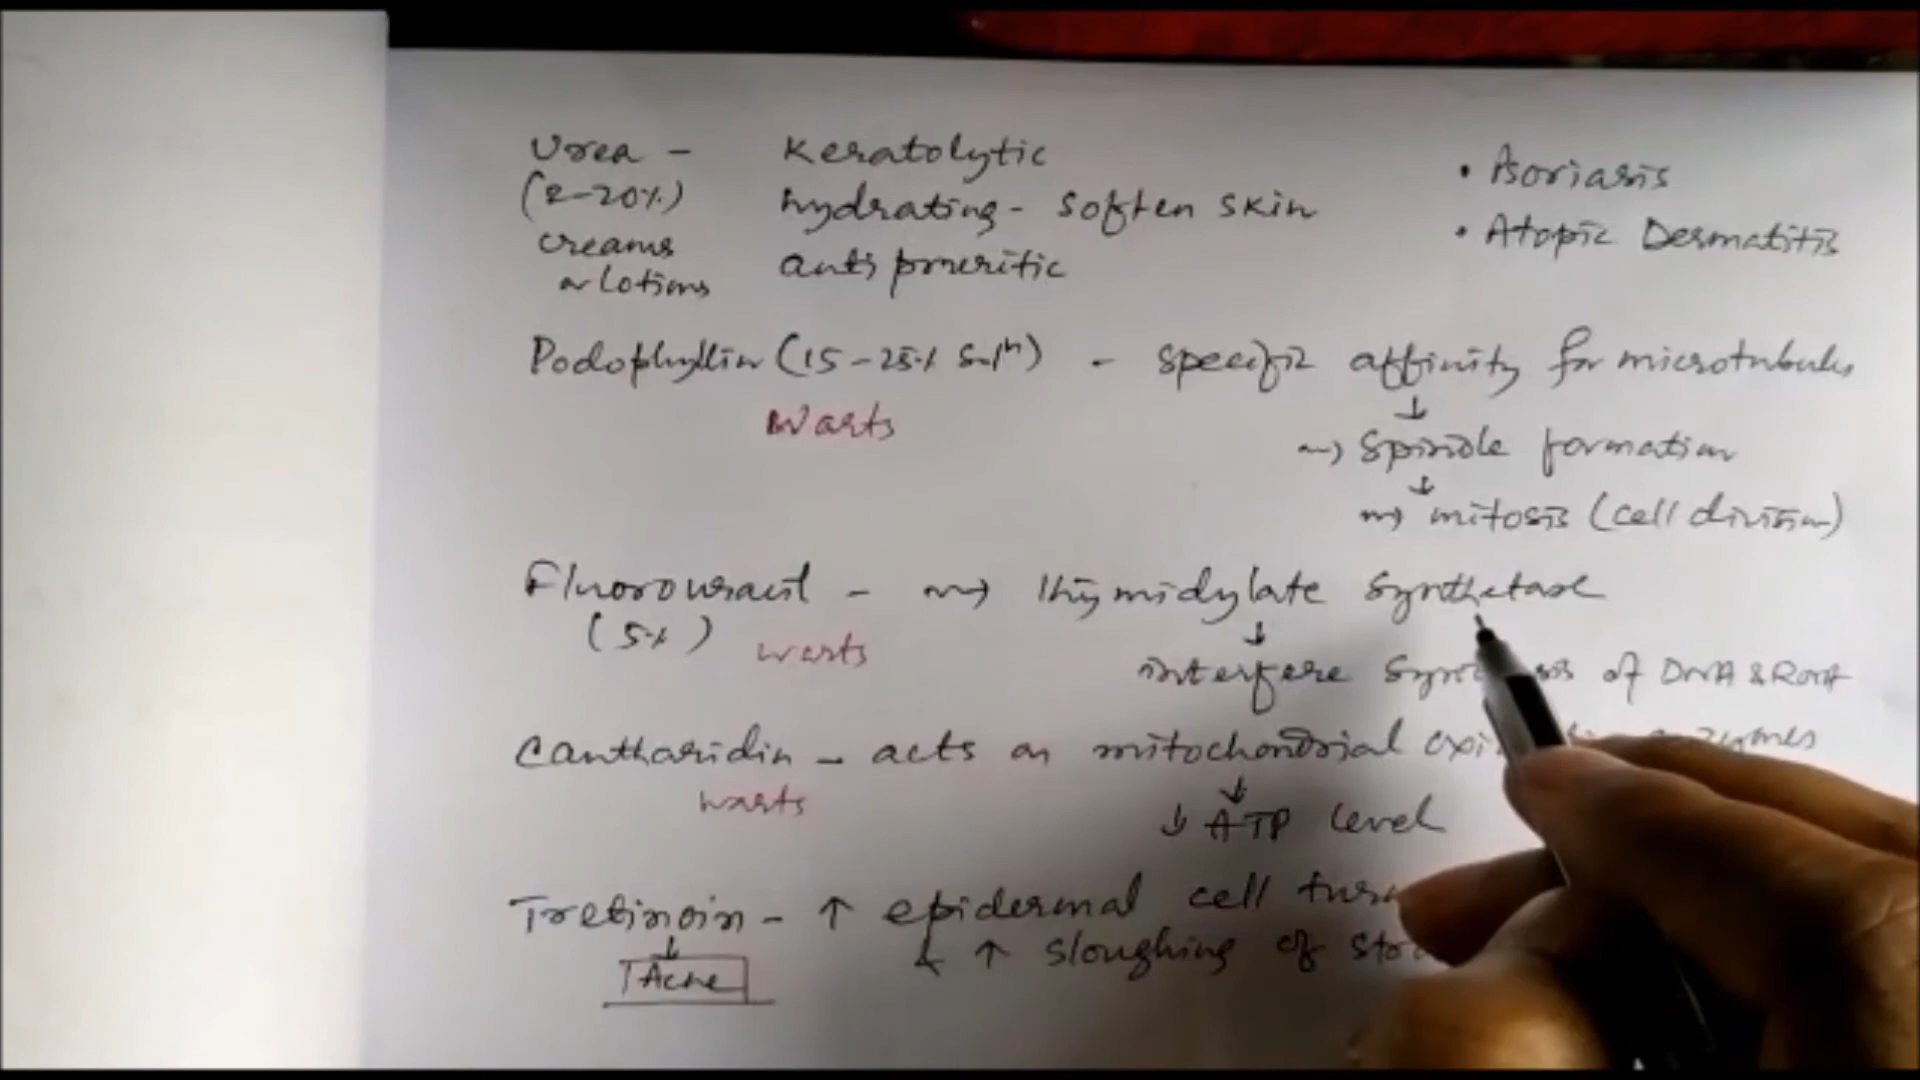 Urea - Keratolytic
(2-20%) hydrating - soften skin
creams antipruritic
or lotions
• Psoriasis
• Atopic Dermatitis
Podophyllin (15-25% Solⁿ) - specific affinity for microtubules
Warts ↓
⇝ Spindle formation
↓
⇝ mitosis (cell division)
Fluorouracil - ⇝ thymidylate Synthetase
(5%) warts ↓
interfere of DNA & RNA
Cantharidin - acts on mitochondrial
warts ↓
↓ ATP level
Tretinoin - ↑ epidermal cell
↓ & ↑ sloughing of
Acne